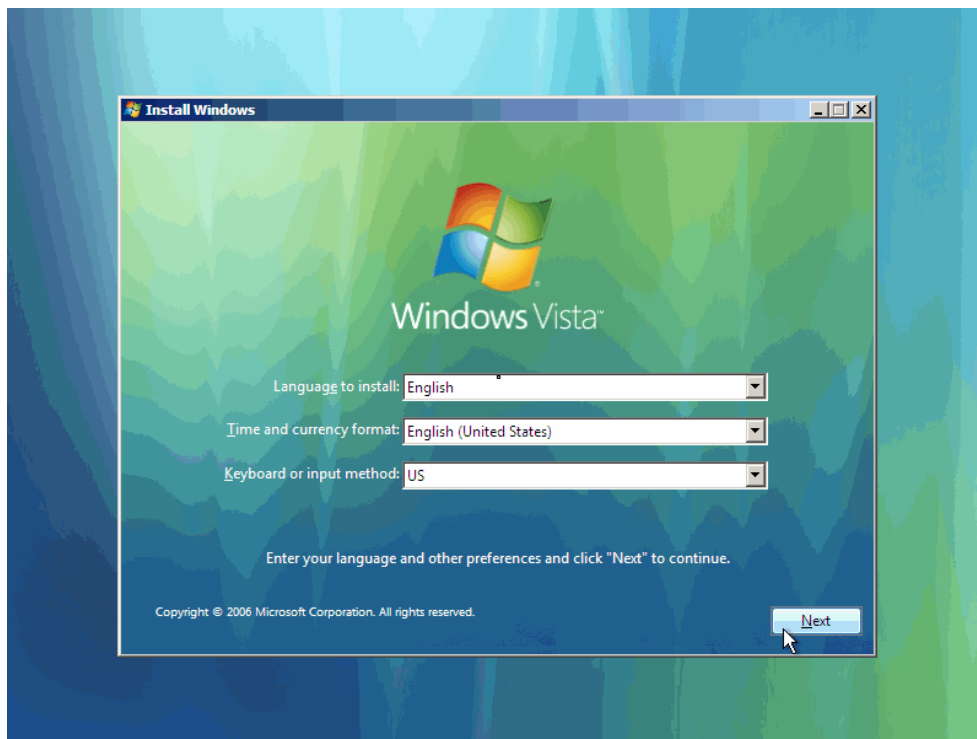 Install Windows
Windows Vista™
Language to install: English
Time and currency format: English (United States)
Keyboard or input method: US
Enter your language and other preferences and click "Next" to continue.
Copyright © 2006 Microsoft Corporation. All rights reserved.
Next